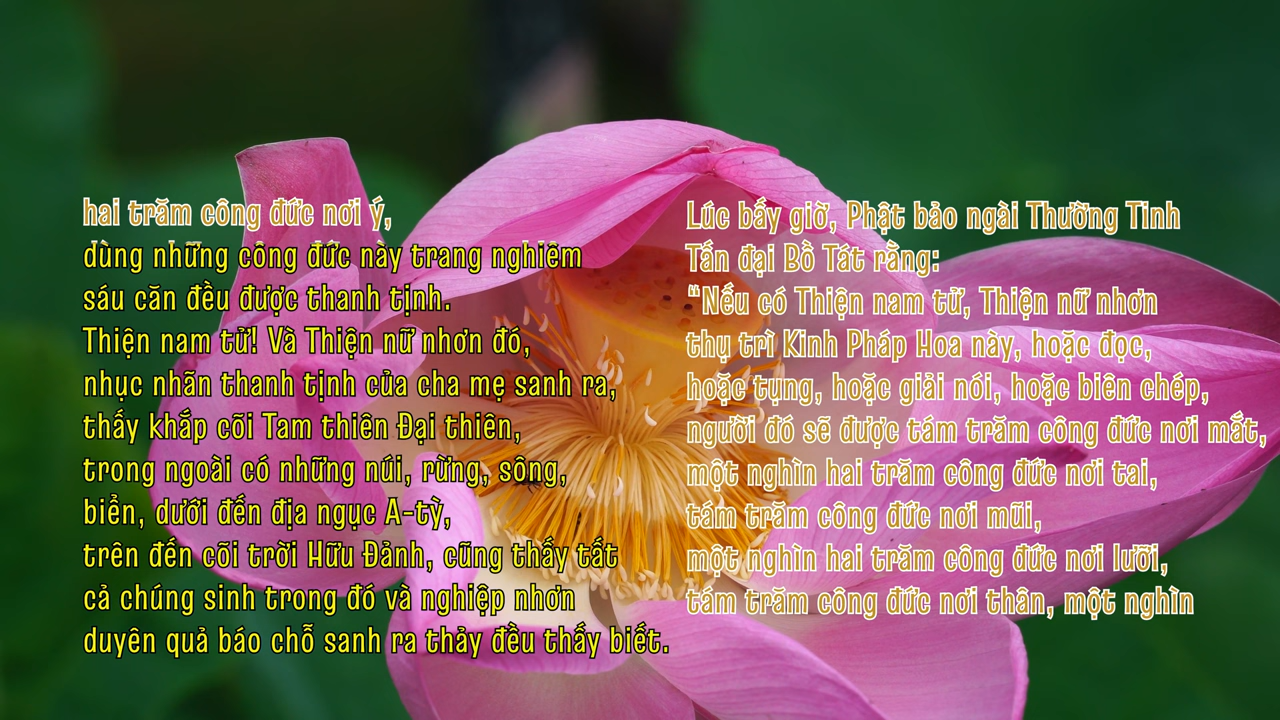 Lúc bấy giờ, Phật bảo ngài Thường Tinh
Tấn đại Bồ Tát rằng:
“Nếu có Thiện nam tử, Thiện nữ nhơn
thụ trì Kinh Pháp Hoa này, hoặc đọc,
hoặc tụng, hoặc giải nói, hoặc biên chép,
người đó sẽ được tám trăm công đức nơi mắt,
một nghìn hai trăm công đức nơi tai,
tám trăm công đức nơi mũi,
một nghìn hai trăm công đức nơi lưỡi,
tám trăm công đức nơi thân, một nghìn
hai trăm công đức nơi ý,
dùng những công đức này trang nghiêm
sáu căn đều được thanh tịnh.
Thiện nam tử! Và Thiện nữ nhơn đó,
nhục nhãn thanh tịnh của cha mẹ sanh ra,
thấy khắp cõi Tam thiên Đại thiên,
trong ngoài có những núi, rừng, sông,
biển, dưới đến địa ngục A-tỳ,
trên đến cõi trời Hữu Đảnh, cũng thấy tất
cả chúng sinh trong đó và nghiệp nhơn
duyên quả báo chỗ sanh ra thảy đều thấy biết.